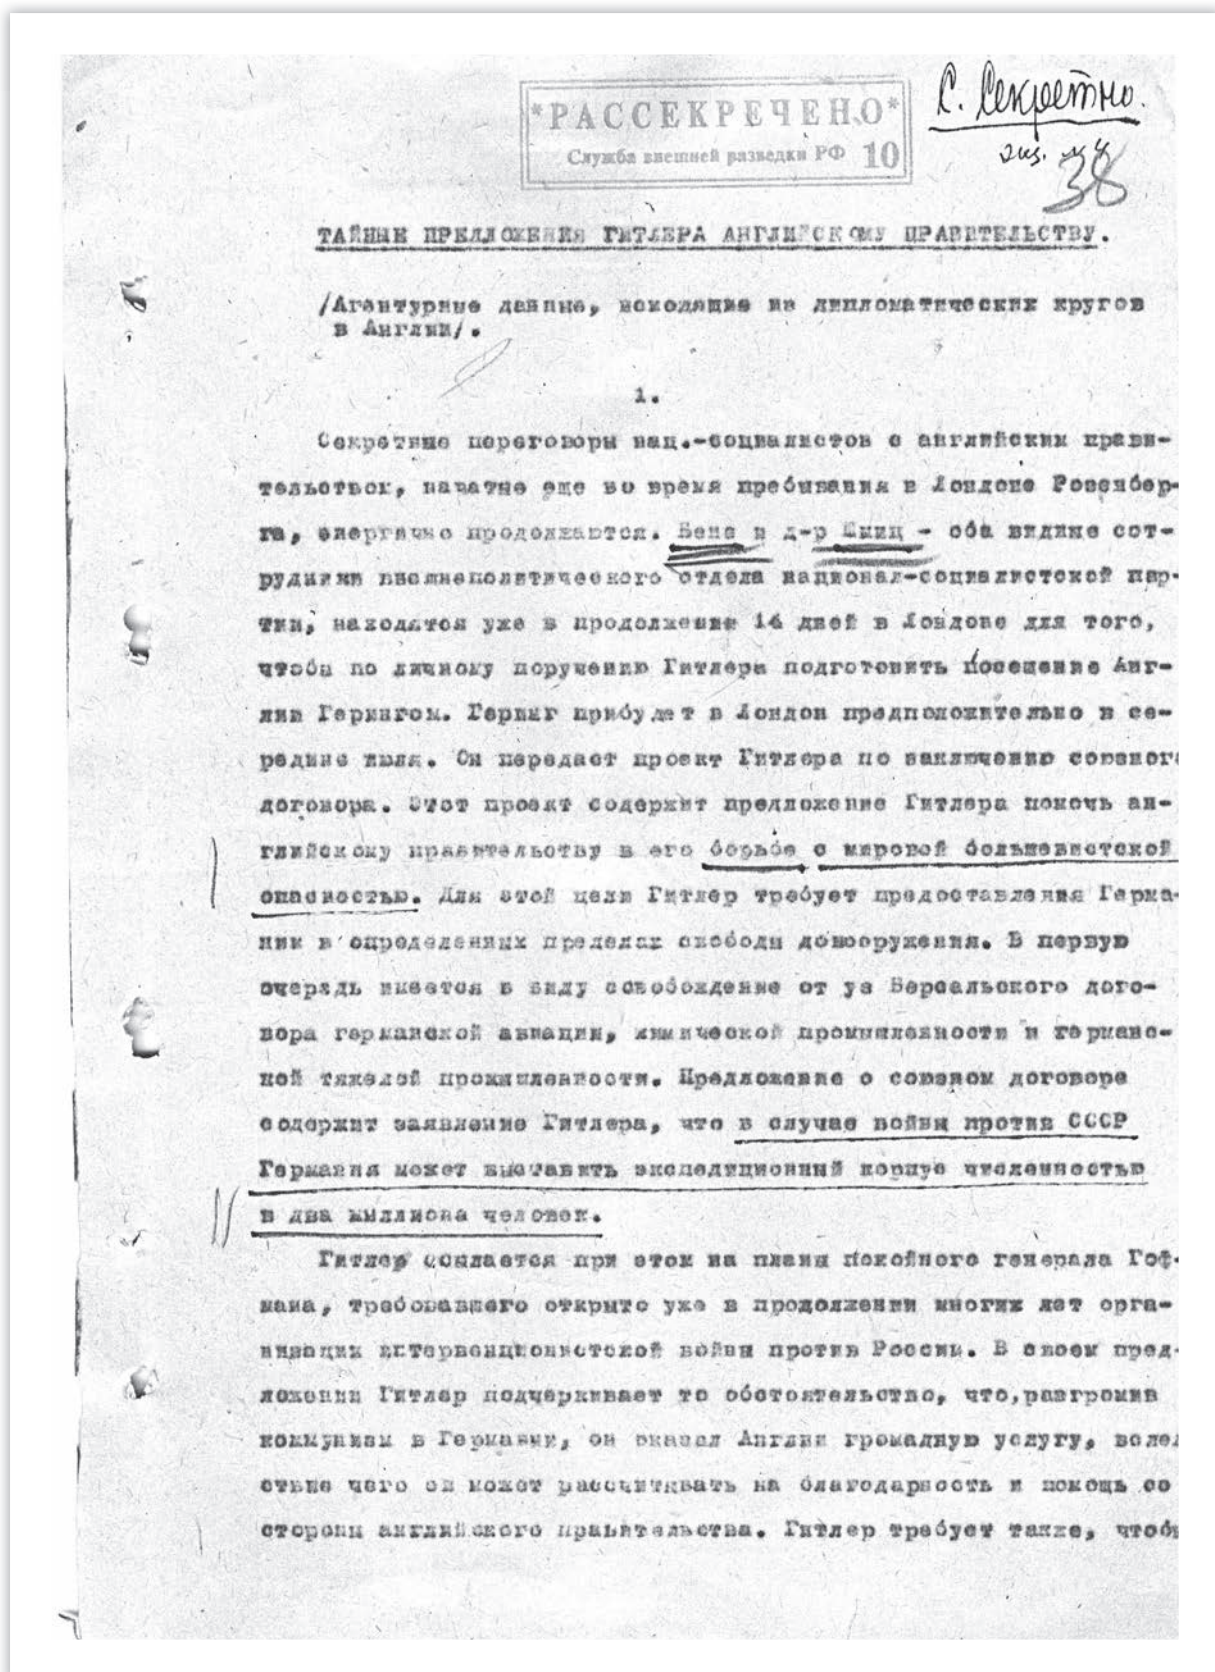 *РАССЕКРЕЧЕНО*
Служба внешней разведки РФ 10
С. Секретно.
экз. №
38
ТАЙНЫЕ ПРЕДЛОЖЕНИЯ ГИТЛЕРА АНГЛИЙСКОМУ ПРАВИТЕЛЬСТВУ.
/Агентурные данные, исходящие из дипломатических кругов
в Англии/.
1.
Секретные переговоры нац.-социалистов с английским прави-
тельством, начатые еще во время пребывания в Лондоне Розенбер-
га, энергично продолжаются. Бене и д-р Шмиц - оба видные сот-
рудники внешнеполитического отдела национал-социалистской пар-
тии, находятся уже в продолжение 14 дней в Лондоне для того,
чтобы по личному поручению Гитлера подготовить посещение Анг-
лии Герингом. Геринг прибудет в Лондон предположительно в се-
редине июля. Он передаст проект Гитлера по заключению союзного
договора. Этот проект содержит предложение Гитлера помочь ан-
глийскому правительству в его борьбе с мировой большевистской
опасностью. Для этой цели Гитлер требует предоставления Герма-
нии в определенных пределах свободы довооружения. В первую
очередь имеется в виду освобождение от уз Версальского дого-
вора германской авиации, химической промышленности и германс-
кой тяжелой промышленности. Предложение о союзном договоре
содержит заявление Гитлера, что в случае войны против СССР
Германия может выставить экспедиционный корпус численностью
в два миллиона человек.
Гитлер ссылается при этом на планы покойного генерала Гоф-
мана, требовавшего открыто уже в продолжении многих лет орга-
низации интервенционистской войны против России. В своем пред-
ложении Гитлер подчеркивает то обстоятельство, что,разгромив
коммунизм в Германии, он оказал Англии громадную услугу, вслед
ствие чего он может рассчитывать на благодарность и помощь со
стороны английского правительства. Гитлер требует также, чтобы